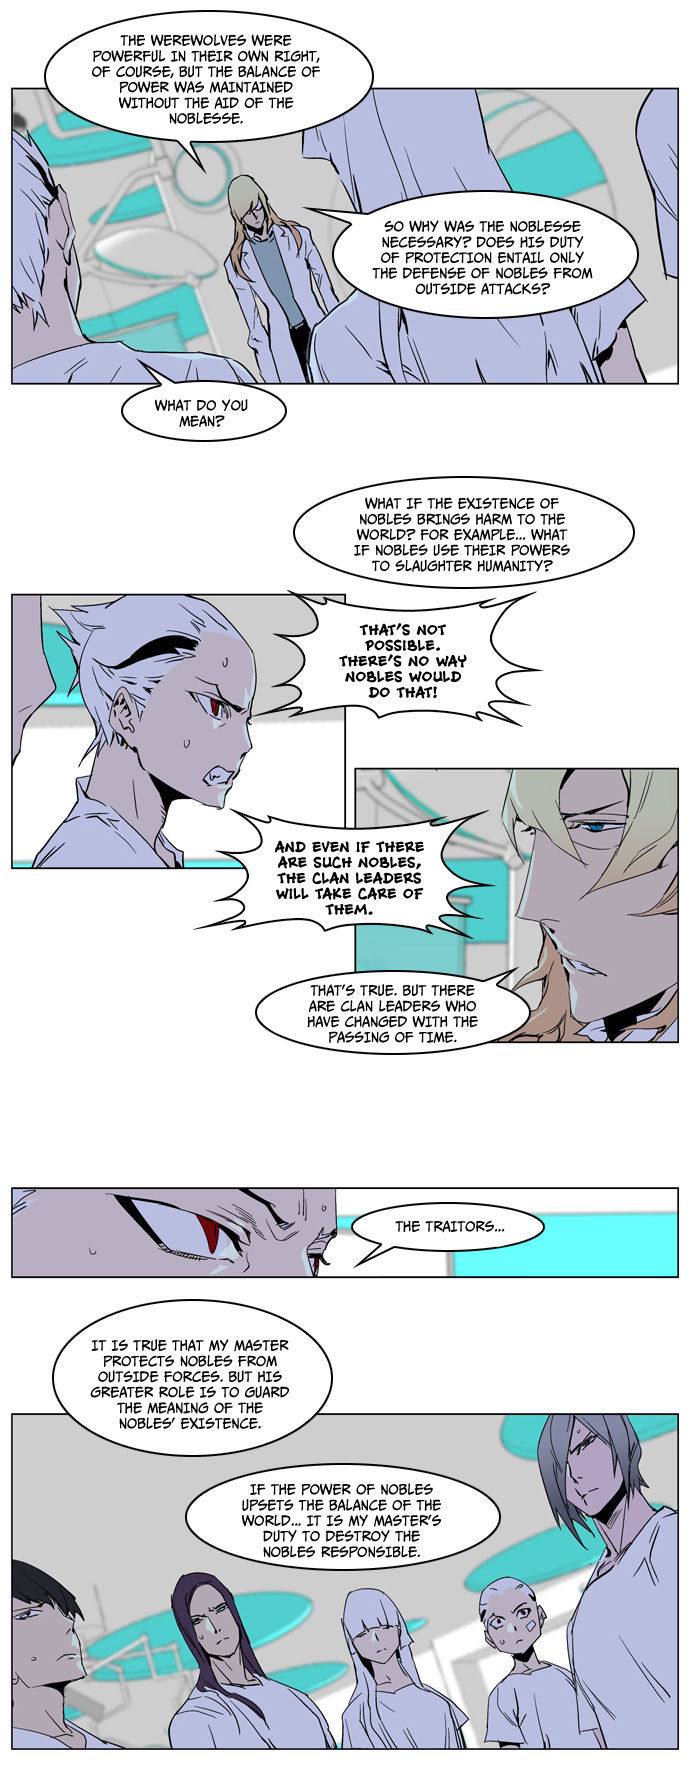 THE WEREWOLVES WERE
POWERFUL IN THEIR OWN RIGHT,
OF COURSE, BUT THE BALANCE OF
POWER WAS MAINTAINED
WITHOUT THE AID OF THE
NOBLESSE.
SO WHY WAS THE NOBLESSE
NECESSARY? DOES HIS DUTY
OF PROTECTION ENTAIL ONLY
THE DEFENSE OF NOBLES FROM
OUTSIDE ATTACKS?
WHAT DO YOU
MEAN?
WHAT IF THE EXISTENCE OF
NOBLES BRINGS HARM TO THE
WORLD? FOR EXAMPLE... WHAT
IF NOBLES USE THEIR POWERS
TO SLAUGHTER HUMANITY?
THAT'S NOT
POSSIBLE.
THERE'S NO WAY
NOBLES WOULD
DO THAT!
AND EVEN IF THERE
ARE SUCH NOBLES,
THE CLAN LEADERS
WILL TAKE CARE OF
THEM.
THAT'S TRUE. BUT THERE
ARE CLAN LEADERS WHO
HAVE CHANGED WITH THE
PASSING OF TIME.
THE TRAITORS...
IT IS TRUE THAT MY MASTER
PROTECTS NOBLES FROM
OUTSIDE FORCES. BUT HIS
GREATER ROLE IS TO GUARD
THE MEANING OF THE
NOBLES' EXISTENCE.
IF THE POWER OF NOBLES
UPSETS THE BALANCE OF THE
WORLD... IT IS MY MASTER'S
DUTY TO DESTROY THE
NOBLES RESPONSIBLE.